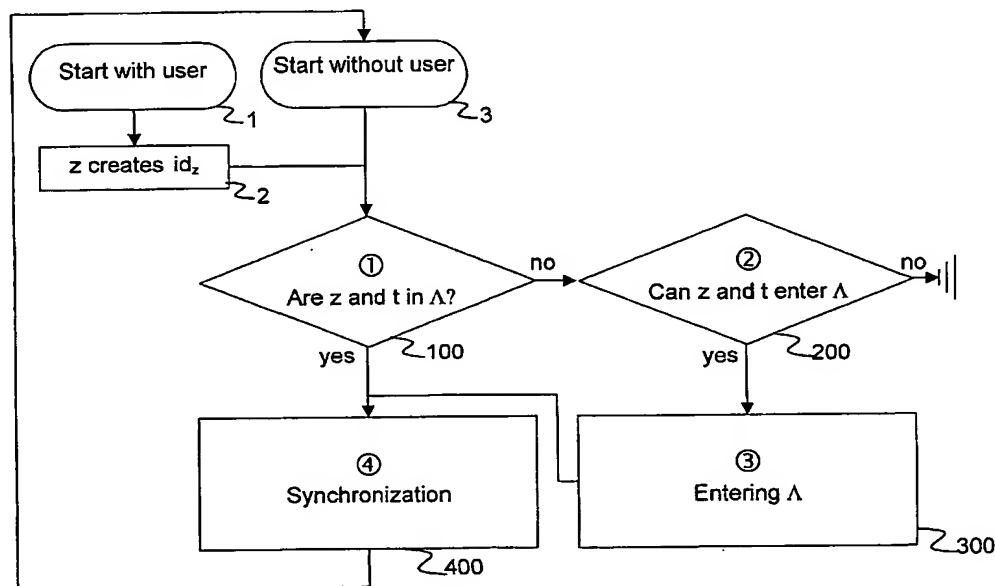 Start with user
1
Start without user
3
z creates id_z
2
①
Are z and t in Λ?
no
②
Can z and t enter Λ
no
yes
100
yes
200
④
Synchronization
400
③
Entering Λ
300